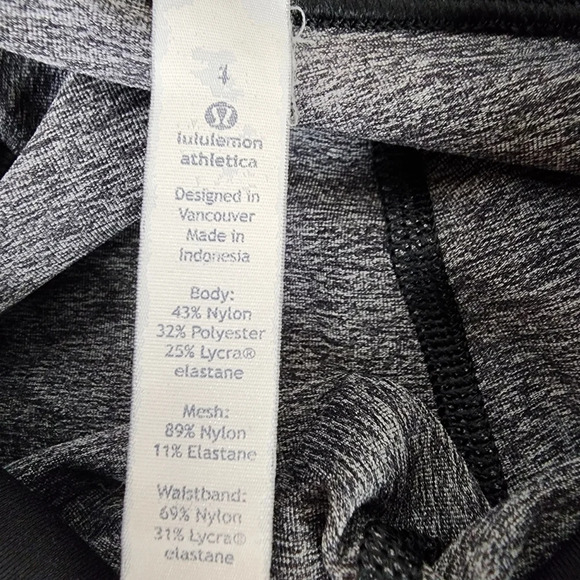 4
lululemon
athletica
Designed in
Vancouver
Made in
Indonesia
Body:
43% Nylon
32% Polyester
25% Lycra®
elastane
Mesh:
89% Nylon
11% Elastane
Waistband:
69% Nylon
31% Lycra®
elastane